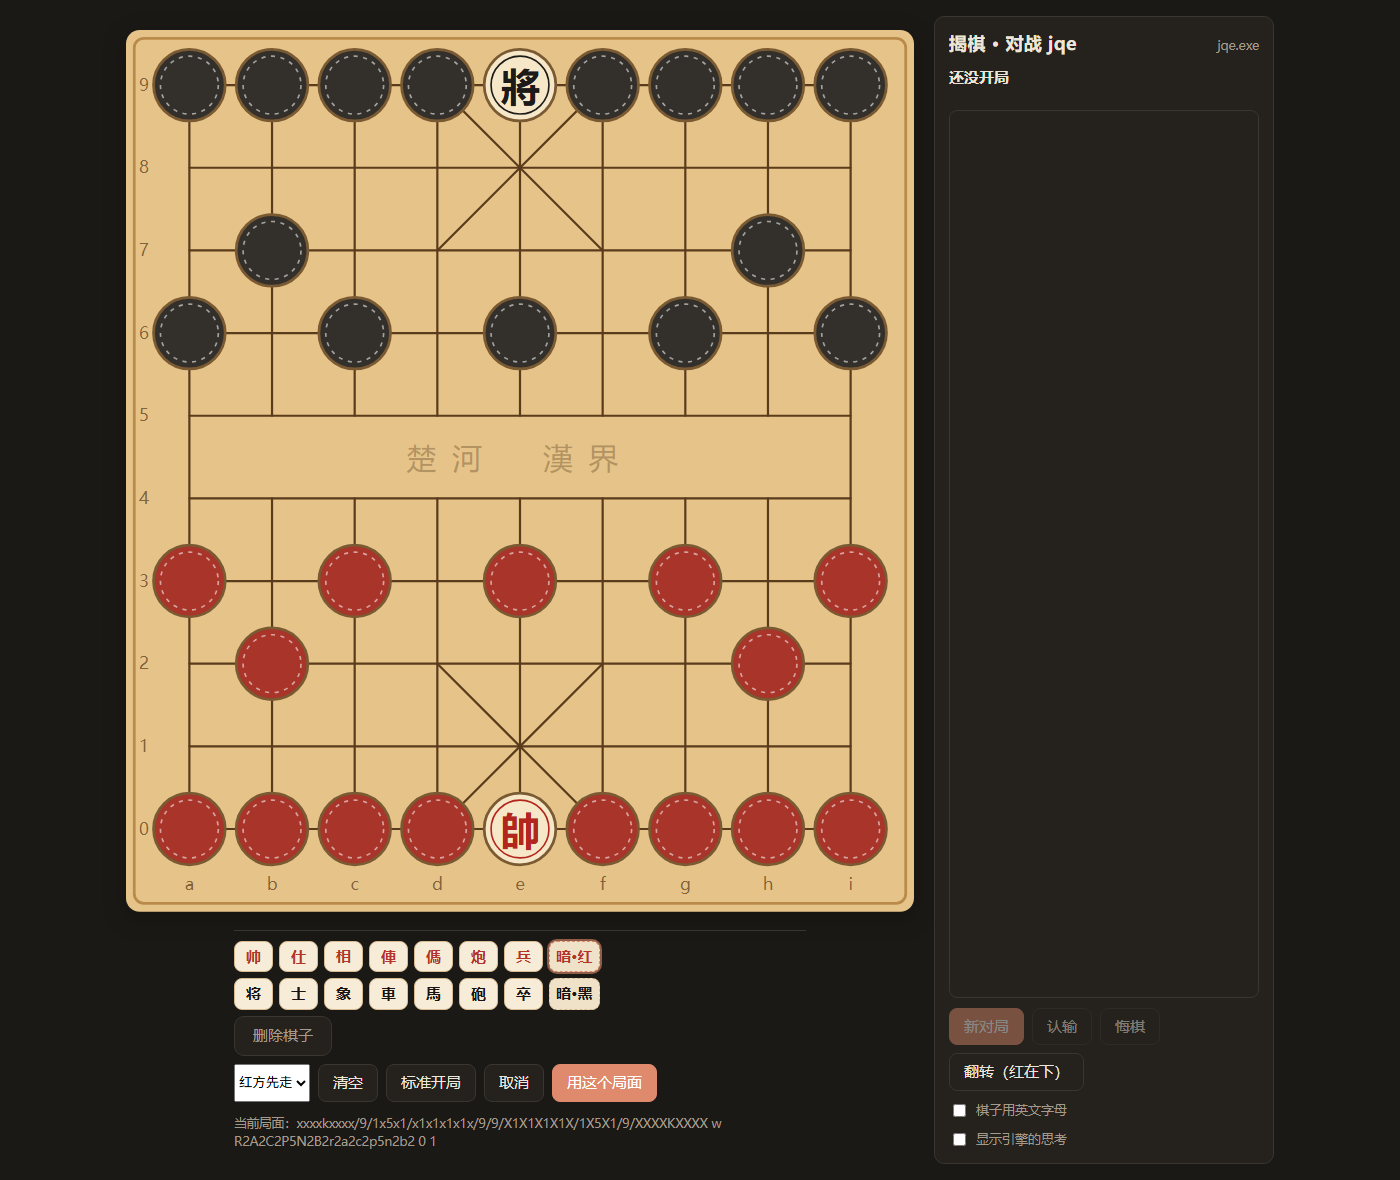 揭棋 · 对战 jqe
jqe.exe
还没开局
9
將
8
7
6
5
楚河 漢界
4
3
2
1
0
帥
a b c d e f g h i
帅 仕 相 俥 傌 炮 兵 暗·红
将 士 象 車 馬 砲 卒 暗·黑
删除棋子
红方先走 清空 标准开局 取消 用这个局面
当前局面：xxxxkxxxx/9/1x5x1/x1x1x1x1x/9/9/X1X1X1X1X/1X5X1/9/XXXXKXXXX w
R2A2C2P5N2B2r2a2c2p5n2b2 0 1
新对局 认输 悔棋
翻转（红在下）
棋子用英文字母
显示引擎的思考